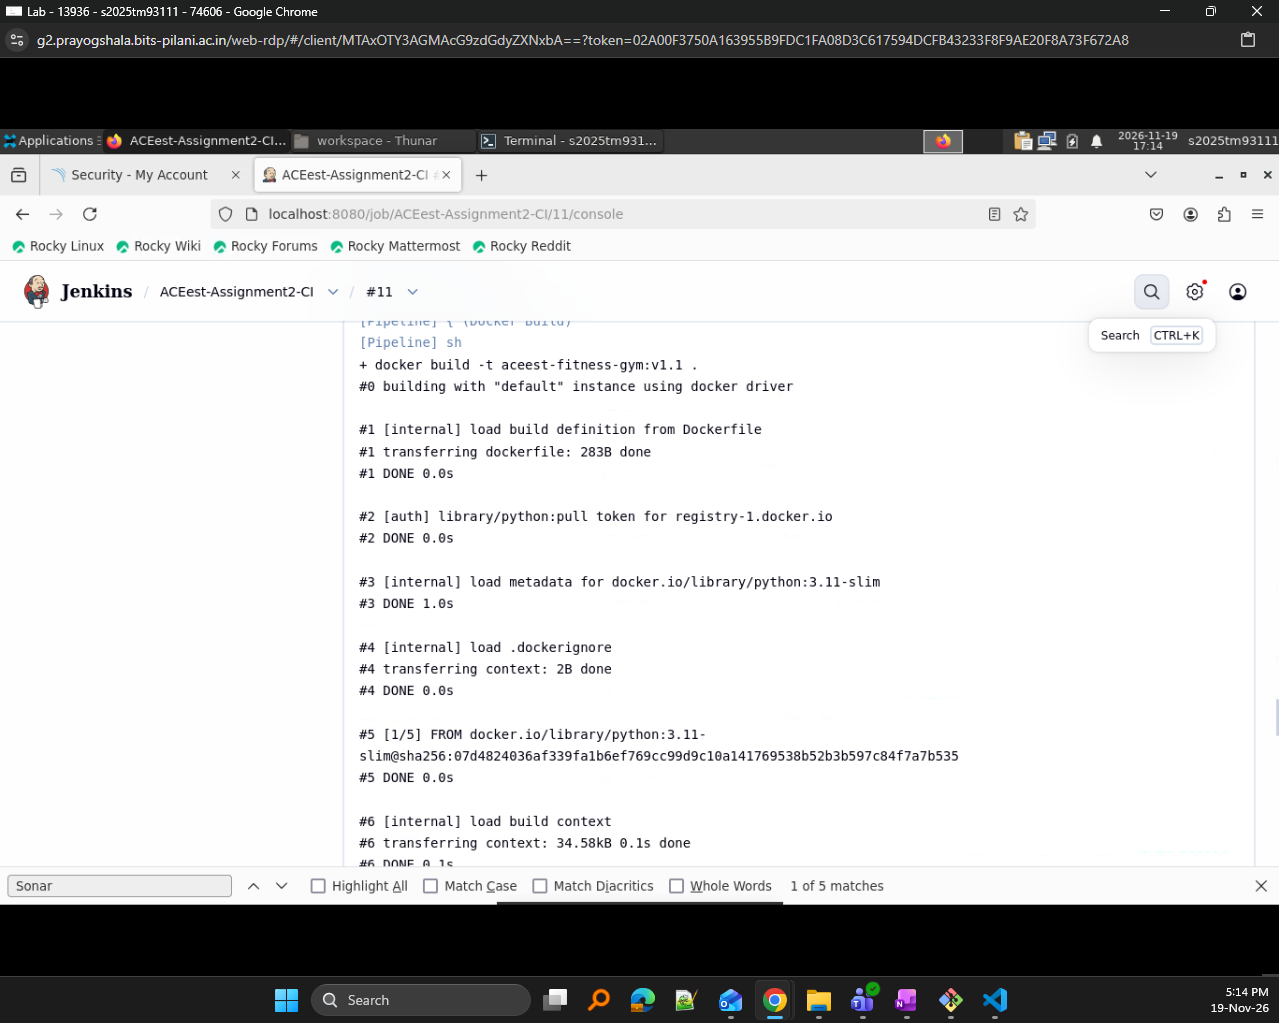 Lab - 13936 - s2025tm93111 - 74606 - Google Chrome
g2.prayogshala.bits-pilani.ac.in/web-rdp/#/client/MTAxOTY3AGMAcG9zdGdyZXNxbA==?token=02A00F3750A163955B9FDC1FA08D3C617594DCFB43233F8F9AE20F8A73F672A8
Applications ACEest-Assignment2-CI... workspace - Thunar Terminal - s2025tm931... 2026-11-19 17:14 s2025tm93111
Security - My Account ACEest-Assignment2-CI #
localhost:8080/job/ACEest-Assignment2-CI/11/console
Rocky Linux Rocky Wiki Rocky Forums Rocky Mattermost Rocky Reddit
Jenkins / ACEest-Assignment2-CI / #11
Search CTRL+K
[Pipeline] { (Docker Build)
[Pipeline] sh
+ docker build -t aceest-fitness-gym:v1.1 .
#0 building with "default" instance using docker driver
#1 [internal] load build definition from Dockerfile
#1 transferring dockerfile: 283B done
#1 DONE 0.0s
#2 [auth] library/python:pull token for registry-1.docker.io
#2 DONE 0.0s
#3 [internal] load metadata for docker.io/library/python:3.11-slim
#3 DONE 1.0s
#4 [internal] load .dockerignore
#4 transferring context: 2B done
#4 DONE 0.0s
#5 [1/5] FROM docker.io/library/python:3.11-
slim@sha256:07d4824036af339fa1b6ef769cc99d9c10a141769538b52b3b597c84f7a7b535
#5 DONE 0.0s
#6 [internal] load build context
#6 transferring context: 34.58kB 0.1s done
#6 DONE 0.1s
Sonar Highlight All Match Case Match Diacritics Whole Words 1 of 5 matches
Search
5:14 PM
19-Nov-26